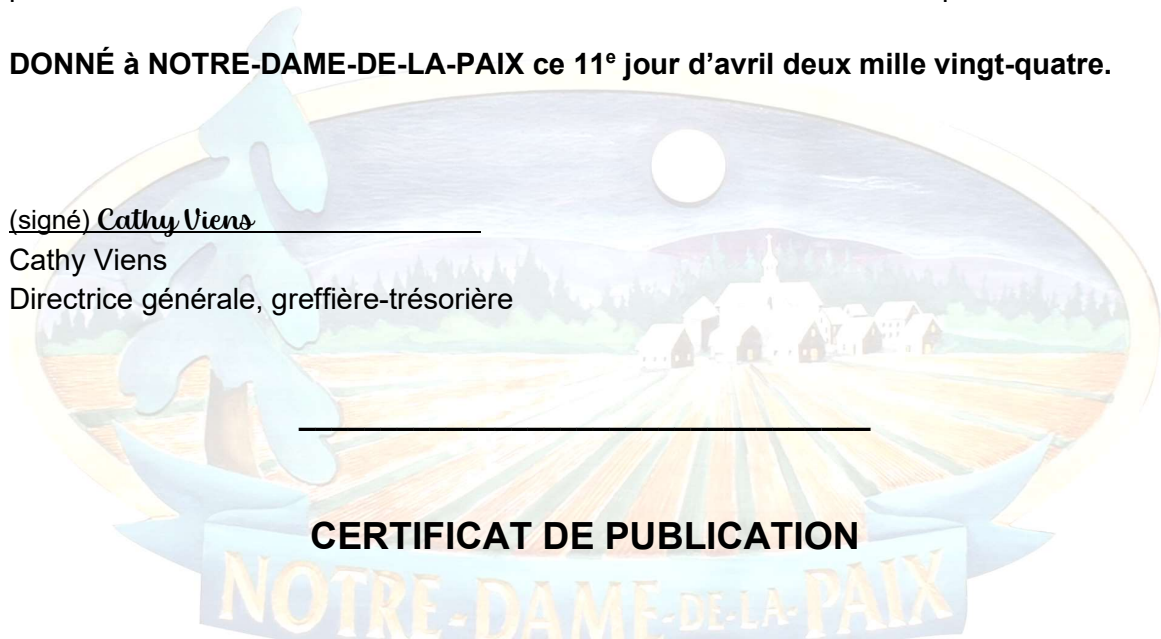 DONNÉ à NOTRE-DAME-DE-LA-PAIX ce 11e jour d’avril deux mille vingt-quatre.
(signé) Cathy Viens
Cathy Viens
Directrice générale, greffière-trésorière
CERTIFICAT DE PUBLICATION
NOTRE-DAME-DE-LA-PAIX